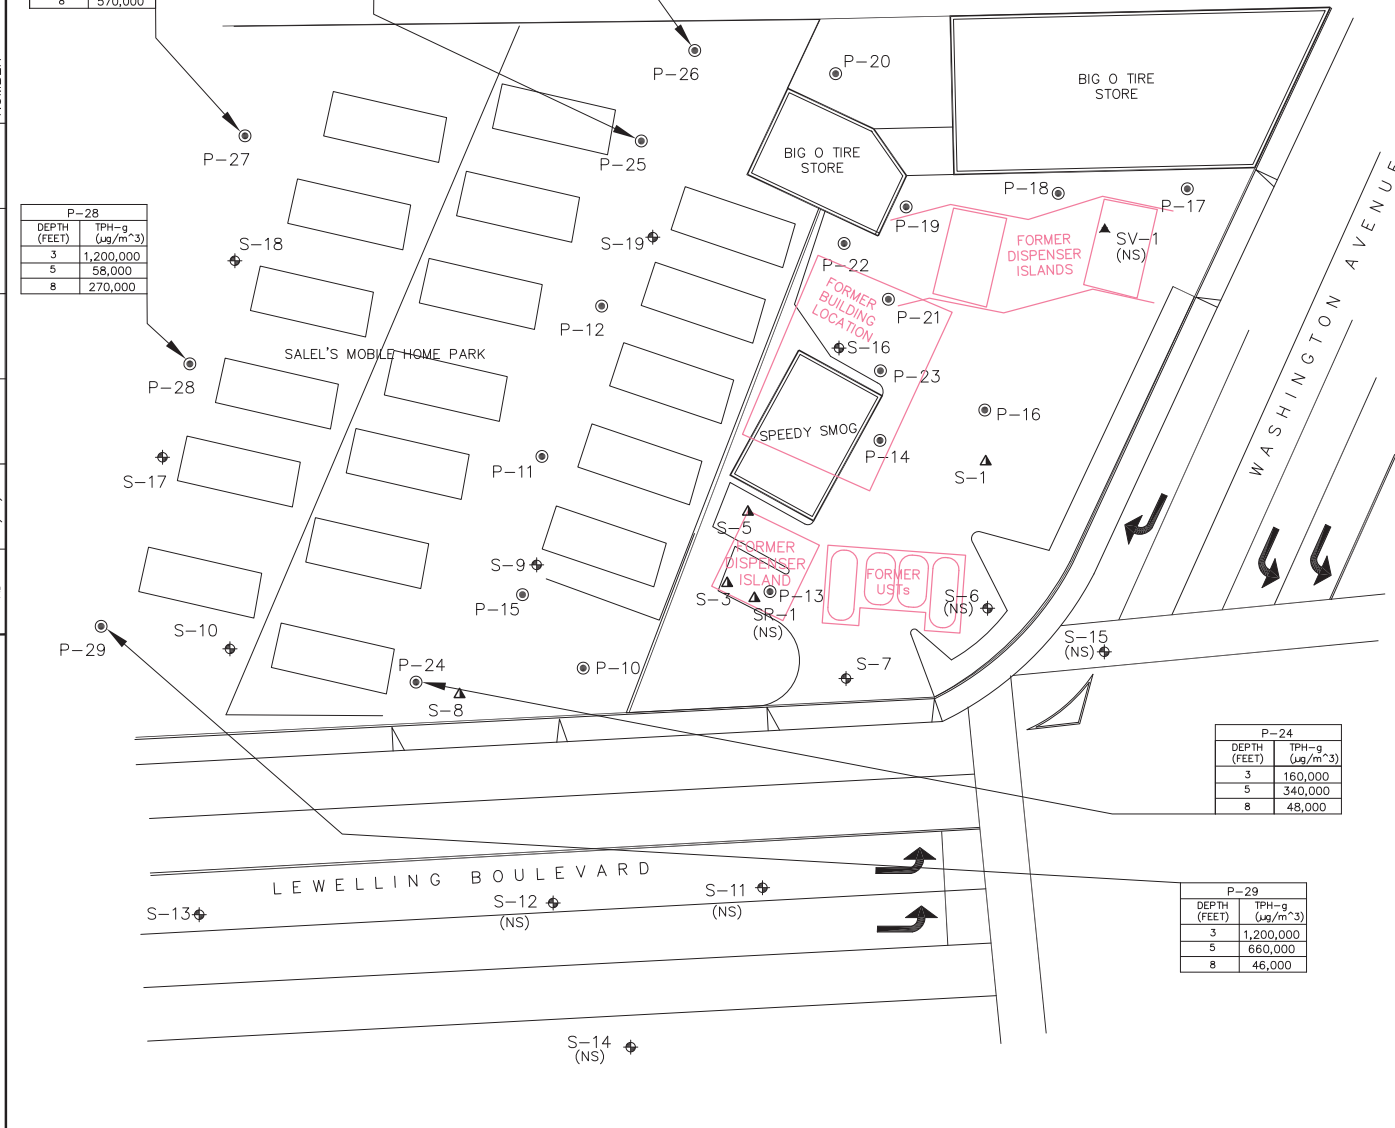 8 570,000
P-26
P-20
BIG O TIRE
STORE
P-27
P-25
BIG O TIRE
STORE
P-18
P-17
P-28
DEPTH
(FEET)
TPH-g
(µg/m^3)
3 1,200,000
5 58,000
8 270,000
S-18
S-19
P-19
FORMER
DISPENSER
ISLANDS
SV-1
(NS)
P-22
FORMER
BUILDING
LOCATION
P-21
P-12
S-16
SALEL'S MOBILE HOME PARK
P-28
P-23
P-16
WASHINGTON AVENUE
SPEEDY SMOG
P-14
S-17
P-11
S-1
S-5
FORMER
DISPENSER
ISLAND
S-9
FORMER
USTs
S-3
P-13
S-6
(NS)
P-15
SR-1
(NS)
P-29
S-10
S-15
(NS)
P-24
P-10
S-7
S-8
P-24
DEPTH
(FEET)
TPH-g
(µg/m^3)
3 160,000
5 340,000
8 48,000
LEWELLING BOULEVARD
S-13
S-12
(NS)
S-11
(NS)
P-29
DEPTH
(FEET)
TPH-g
(µg/m^3)
3 1,200,000
5 660,000
8 46,000
S-14
(NS)